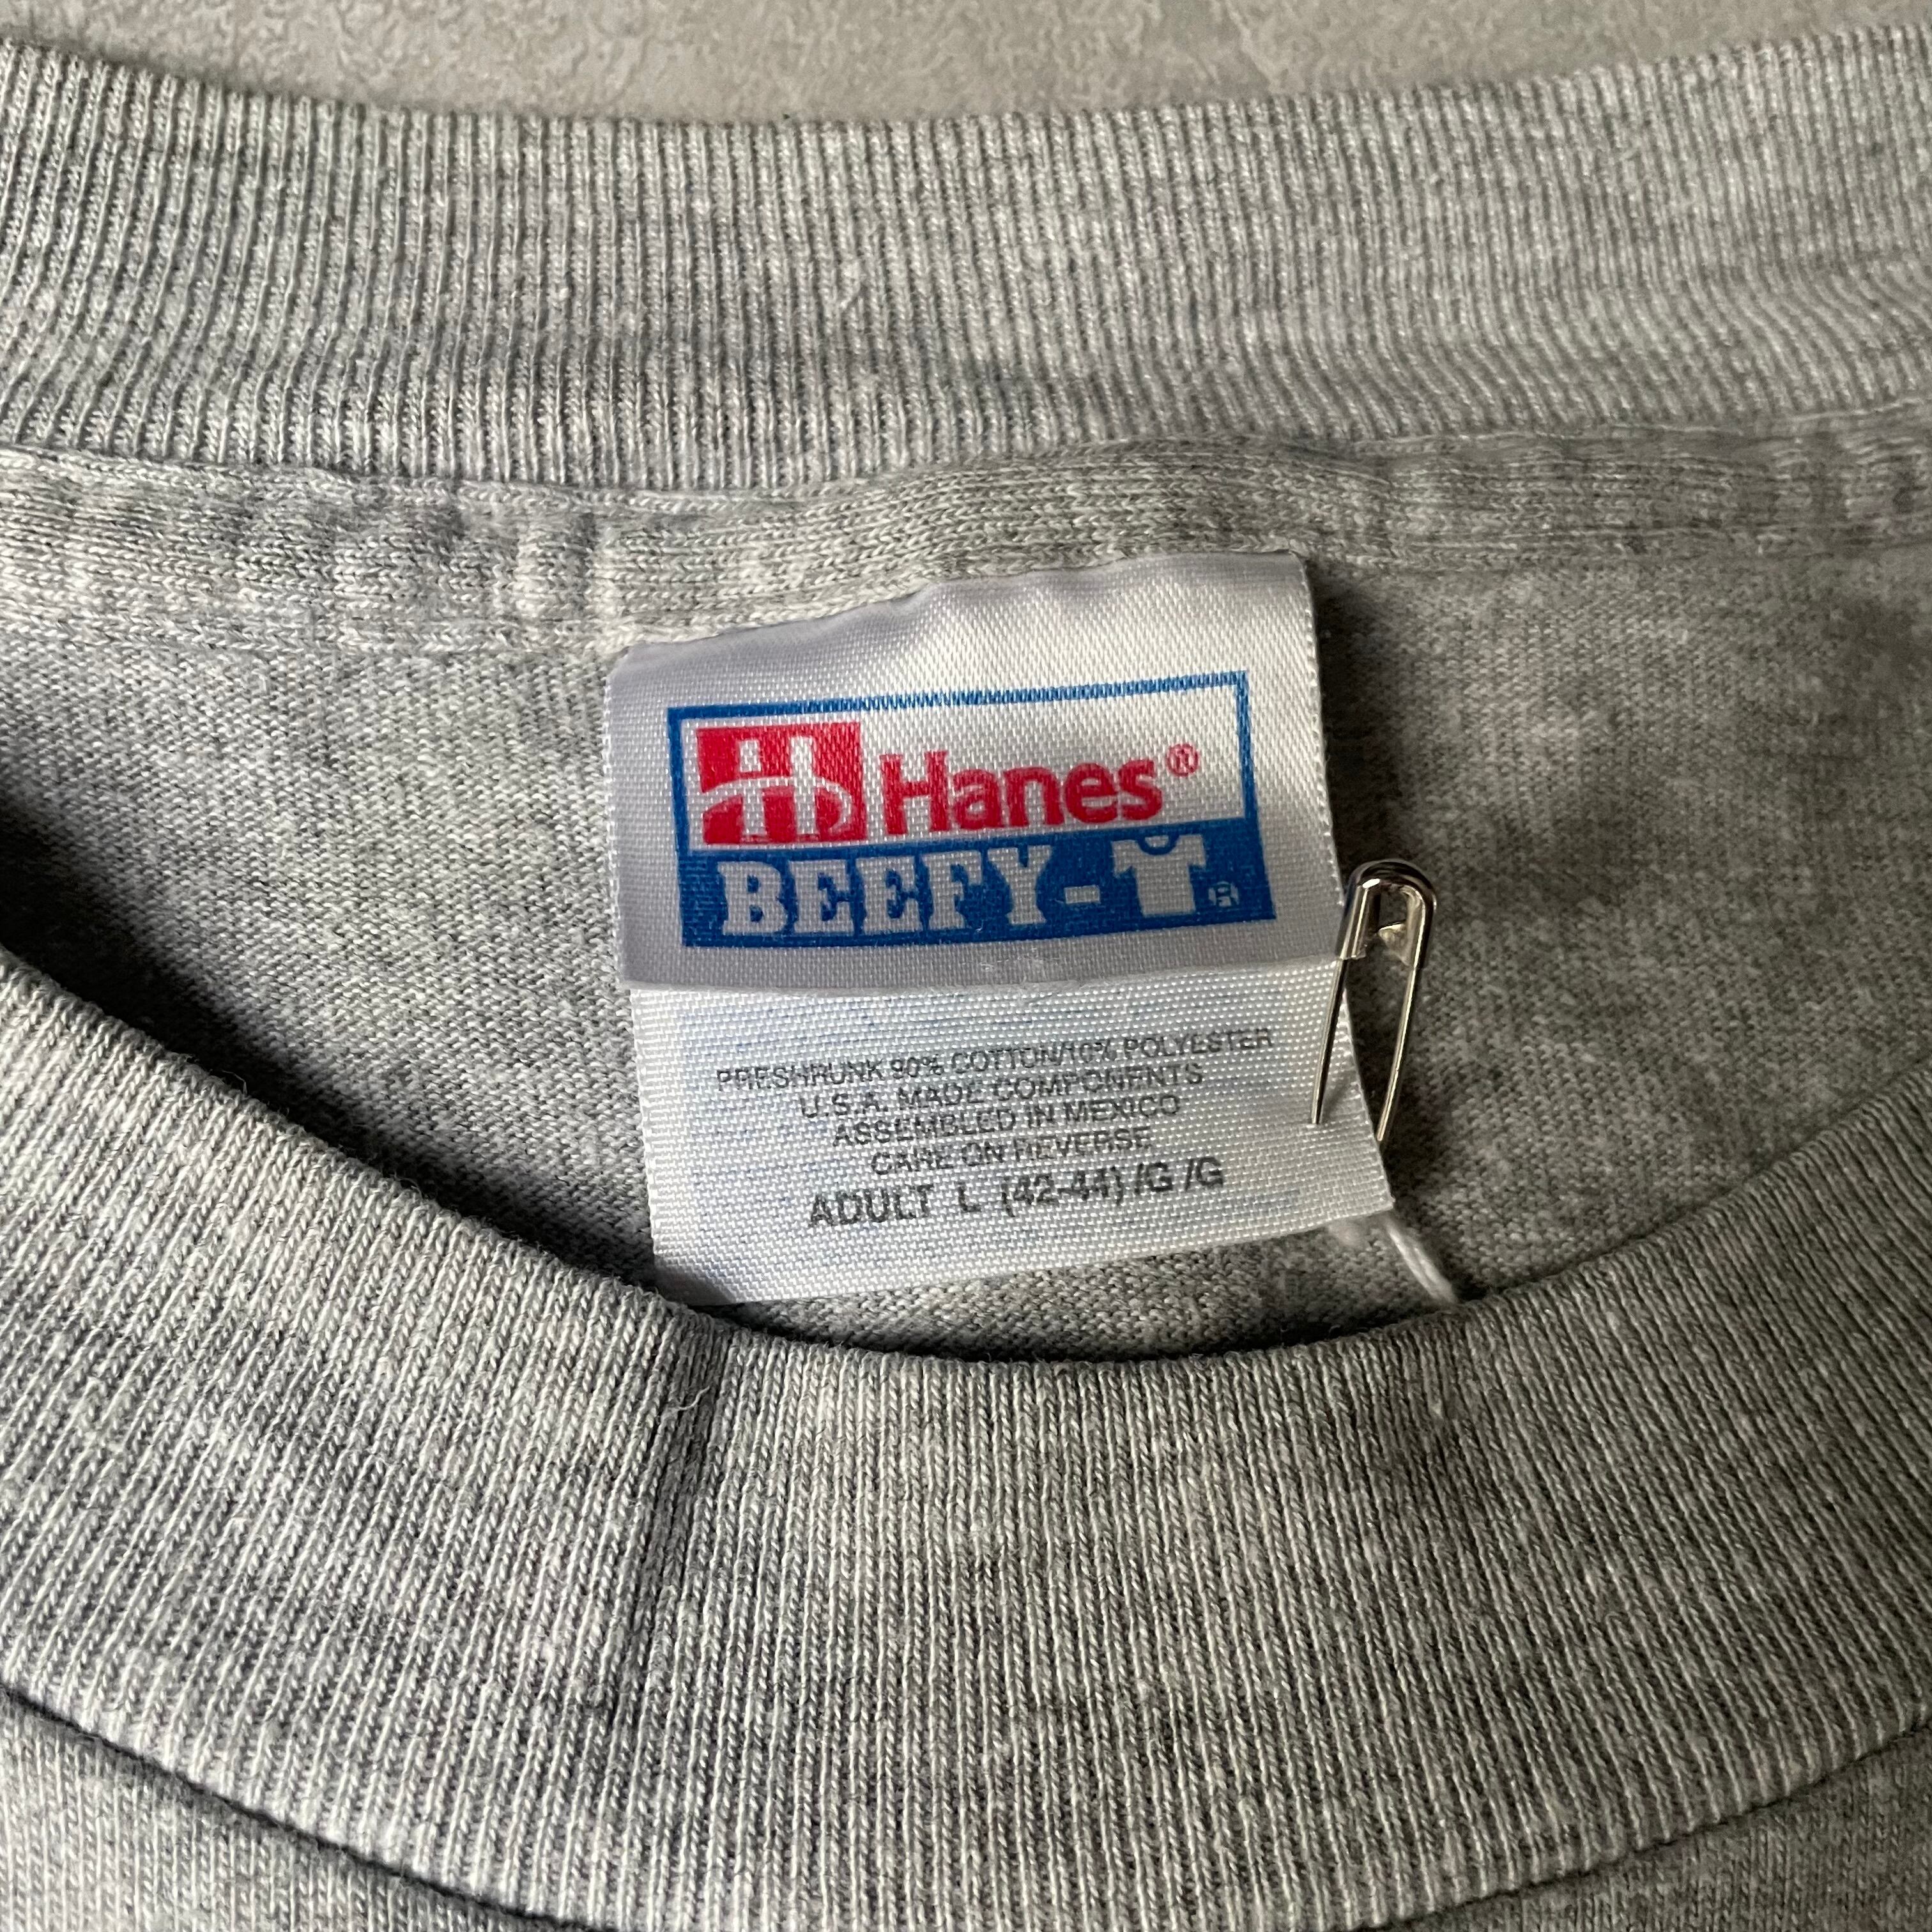 Hanes®
BEEFY-T®
PRESHRUNK 90% COTTON/10% POLYESTER
U.S.A. MADE COMPONENTS
ASSEMBLED IN MEXICO
CARE ON REVERSE
ADULT L (42-44) /G /G